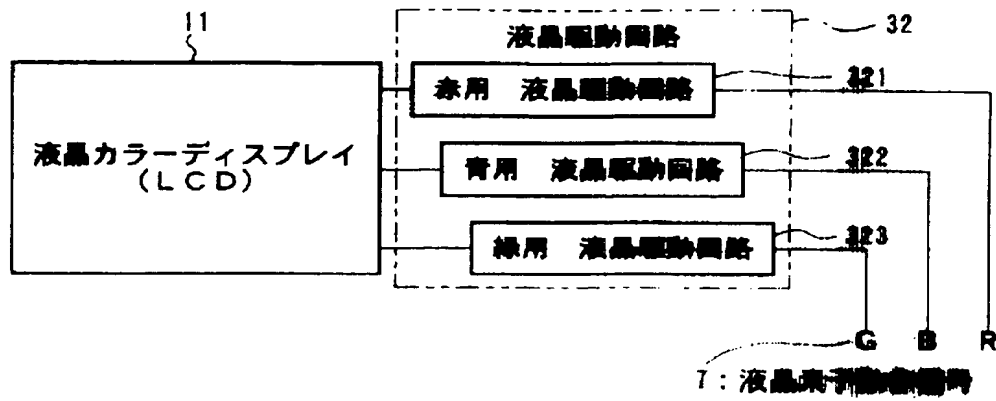 11
32
液晶駆動回路
赤用 液晶駆動回路
321
液晶カラーディスプレイ
(LCD)
青用 液晶駆動回路
322
緑用 液晶駆動回路
323
G B R
7:液晶